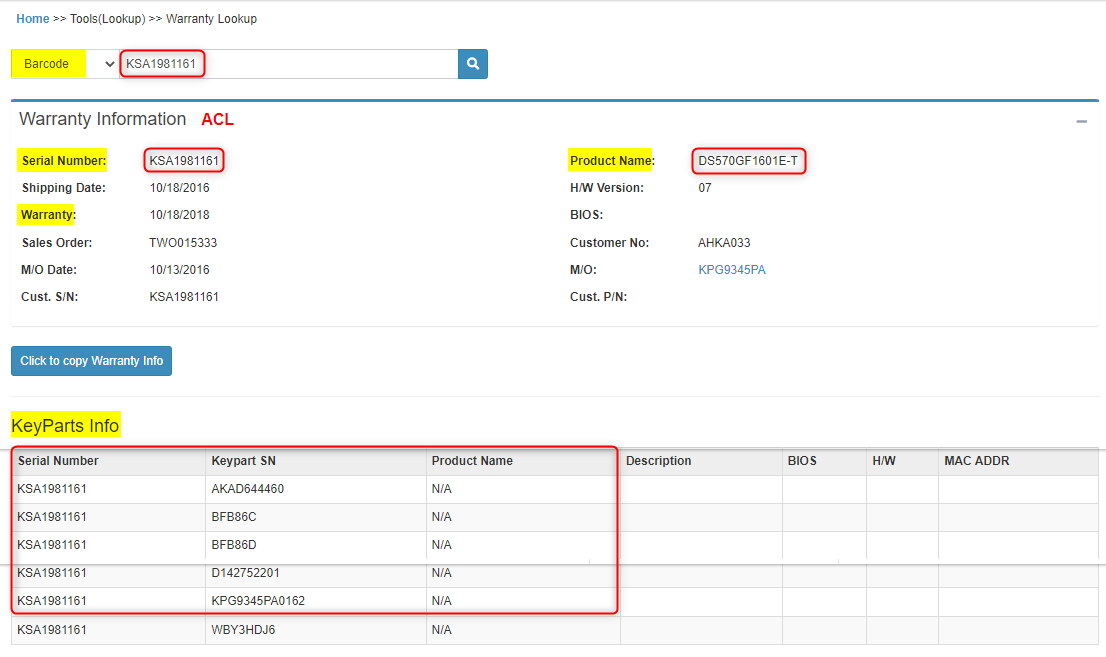 Home >> Tools(Lookup) >> Warranty Lookup
Barcode KSA1981161
Warranty Information ACL
Serial Number: KSA1981161 Product Name: DS570GF1601E-T
Shipping Date: 10/18/2016 H/W Version: 07
Warranty: 10/18/2018 BIOS:
Sales Order: TWO015333 Customer No: AHKA033
M/O Date: 10/13/2016 M/O: KPG9345PA
Cust. S/N: KSA1981161 Cust. P/N:
Click to copy Warranty Info
KeyParts Info
Serial Number Keypart SN Product Name Description BIOS H/W MAC ADDR
KSA1981161 AKAD644460 N/A
KSA1981161 BFB86C N/A
KSA1981161 BFB86D N/A
KSA1981161 D142752201 N/A
KSA1981161 KPG9345PA0162 N/A
KSA1981161 WBY3HDJ6 N/A